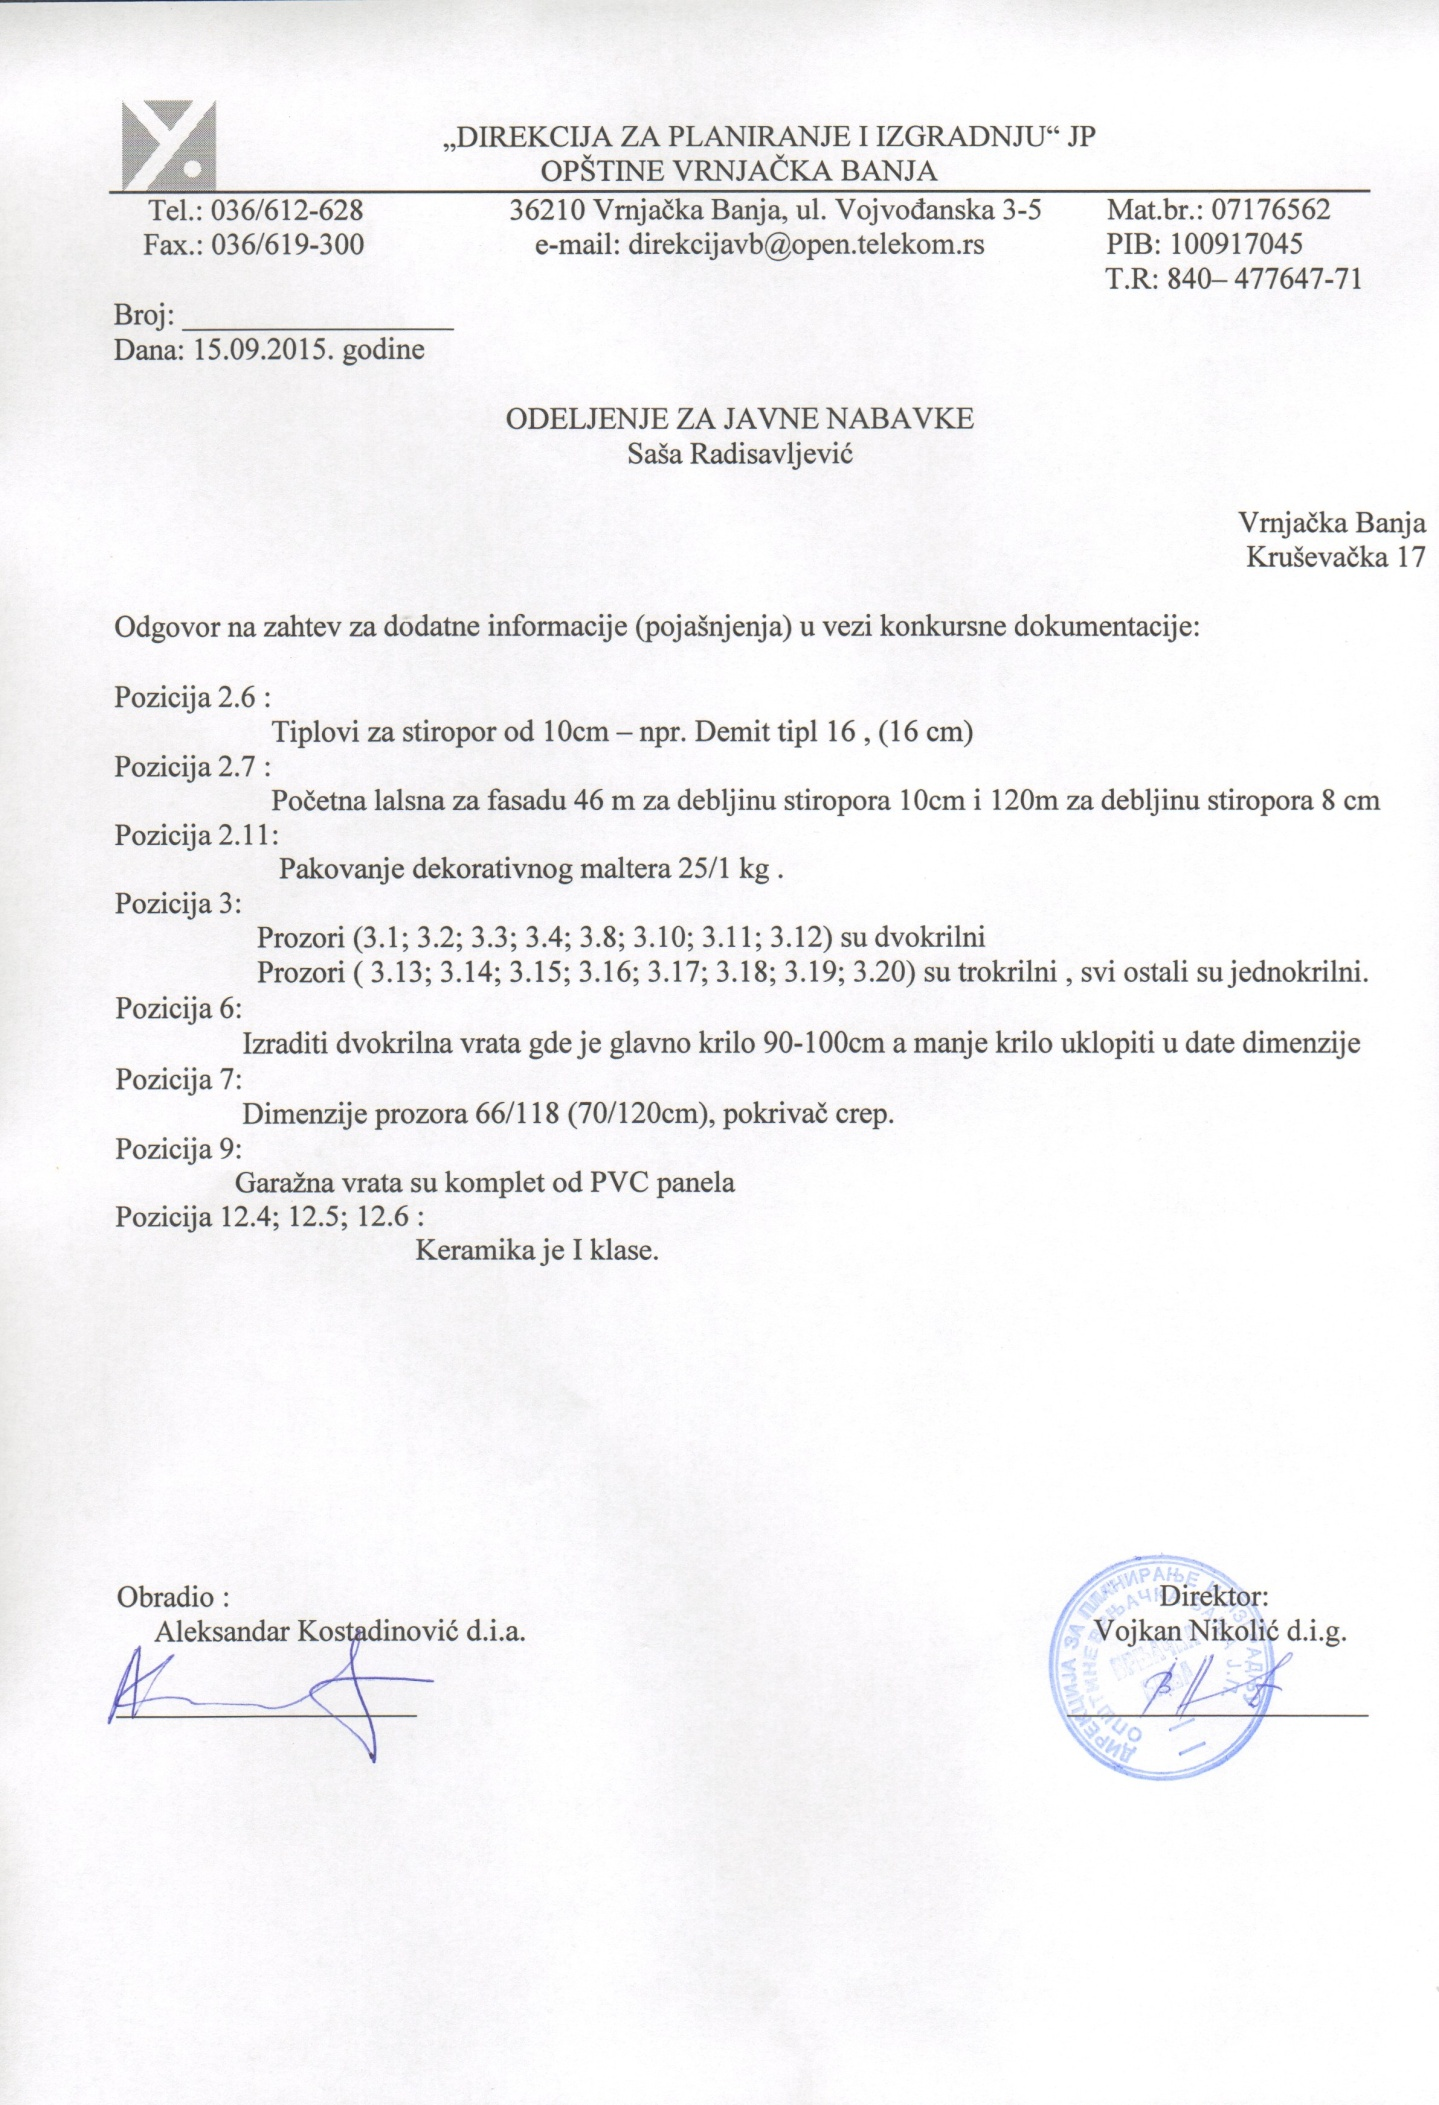 „DIREKCIJA ZA PLANIRANJE I IZGRADNJU“ JP
OPŠTINE VRNJAČKA BANJA
Tel.: 036/612-628 36210 Vrnjačka Banja, ul. Vojvođanska 3-5 Mat.br.: 07176562
Fax.: 036/619-300 e-mail: direkcijavb@open.telekom.rs PIB: 100917045
T.R: 840– 477647-71
Broj: 
Dana: 15.09.2015. godine
ODELJENJE ZA JAVNE NABAVKE
Saša Radisavljević
Vrnjačka Banja
Kruševačka 17
Odgovor na zahtev za dodatne informacije (pojašnjenja) u vezi konkursne dokumentacije:
Pozicija 2.6 :
Tiplovi za stiropor od 10cm – npr. Demit tipl 16 , (16 cm)
Pozicija 2.7 :
Početna lalsna za fasadu 46 m za debljinu stiropora 10cm i 120m za debljinu stiropora 8 cm
Pozicija 2.11:
Pakovanje dekorativnog maltera 25/1 kg .
Pozicija 3:
Prozori (3.1; 3.2; 3.3; 3.4; 3.8; 3.10; 3.11; 3.12) su dvokrilni
Prozori ( 3.13; 3.14; 3.15; 3.16; 3.17; 3.18; 3.19; 3.20) su trokrilni , svi ostali su jednokrilni.
Pozicija 6:
Izraditi dvokrilna vrata gde je glavno krilo 90-100cm a manje krilo uklopiti u date dimenzije
Pozicija 7:
Dimenzije prozora 66/118 (70/120cm), pokrivač crep.
Pozicija 9:
Garažna vrata su komplet od PVC panela
Pozicija 12.4; 12.5; 12.6 :
Keramika je I klase.
Obradio :
Aleksandar Kostadinović d.i.a.
Direktor:
Vojkan Nikolić d.i.g.
ДИРЕКЦИЈА ЗА ПЛАНИРАЊЕ И ИЗГРАДЊУ
ОПШТИНЕ ВРЊАЧКА БАЊА Ј.П.